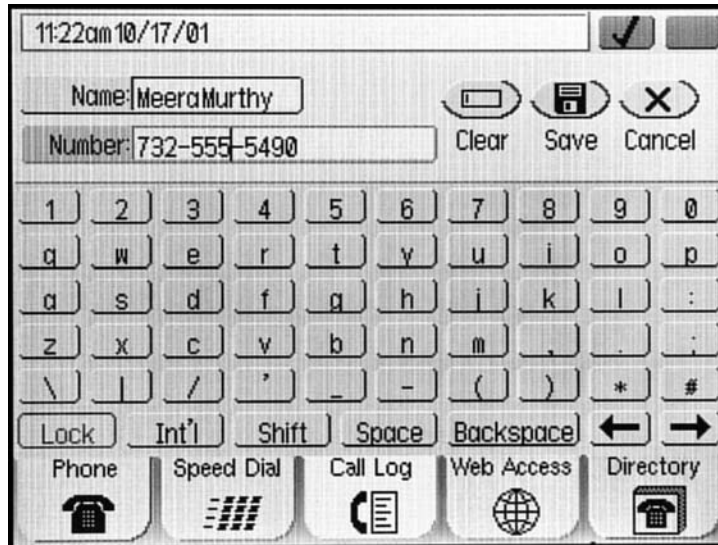 11:22am 10/17/01
Name: MeeraMurthy
Number: 732-555-5490
Clear Save Cancel
1 2 3 4 5 6 7 8 9 0
q w e r t y u i o p
a s d f g h j k l :
z x c v b n m , . ;
\ | / ' _ - ( ) * #
Lock Int'l Shift Space Backspace ← →
Phone Speed Dial Call Log Web Access Directory